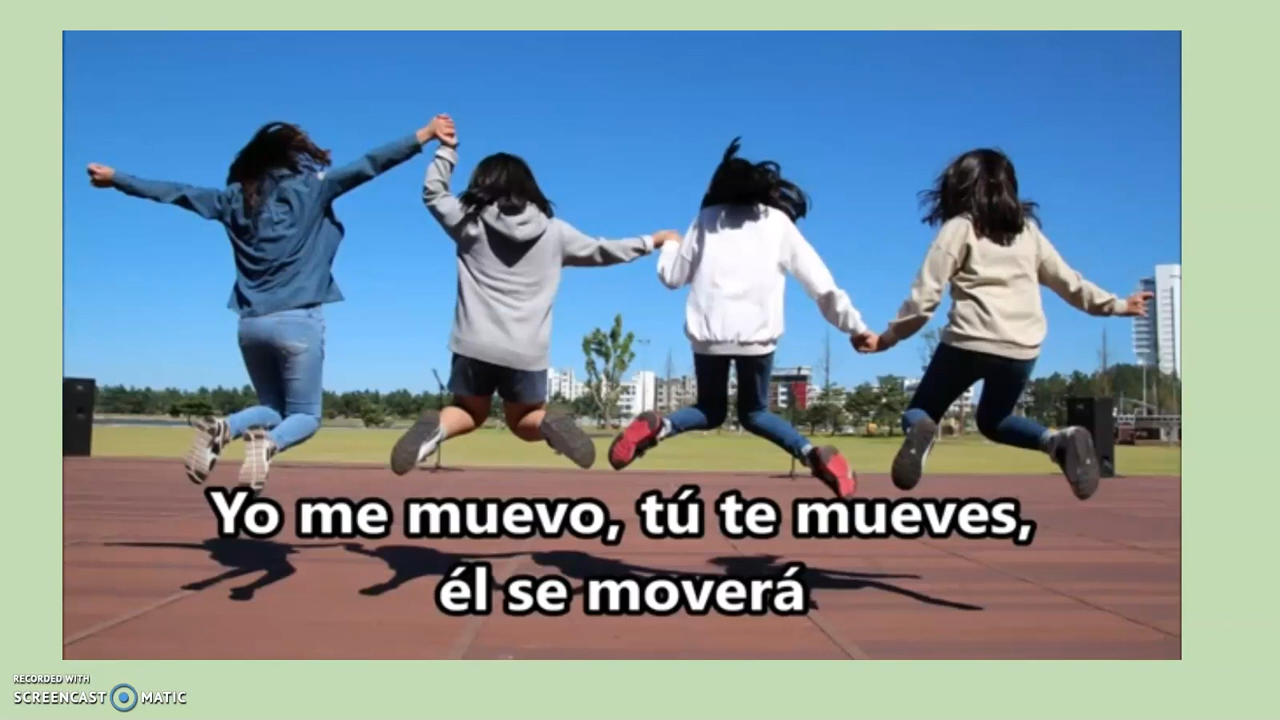 Yo me muevo, tú te mueves,
él se moverá
RECORDED WITH
SCREENCAST MATIC